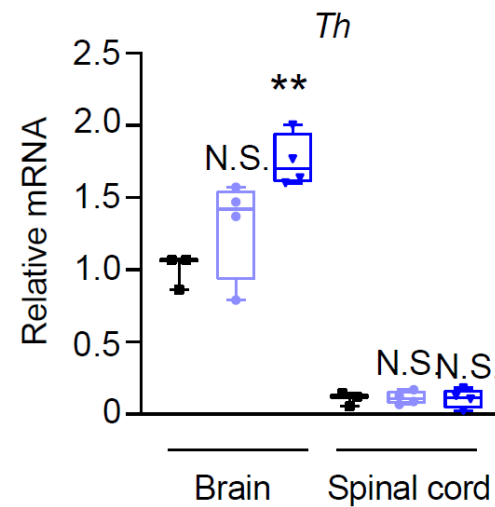 Th
2.5
**
2.0
N.S.
1.5
Relative mRNA
1.0
0.5
N.S. N.S.
0
Brain Spinal cord